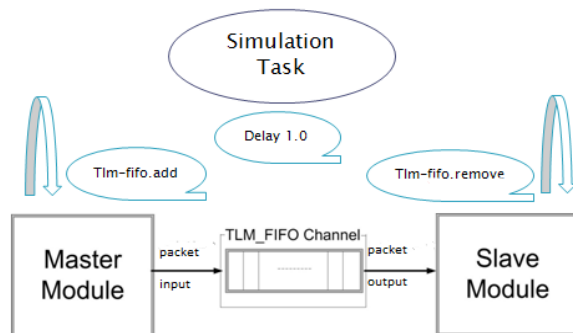 Simulation
Task
Delay 1.0
Tlm-fifo.add
Tlm-fifo.remove
TLM_FIFO Channel
Master
Module
packet
input
packet
output
Slave
Module